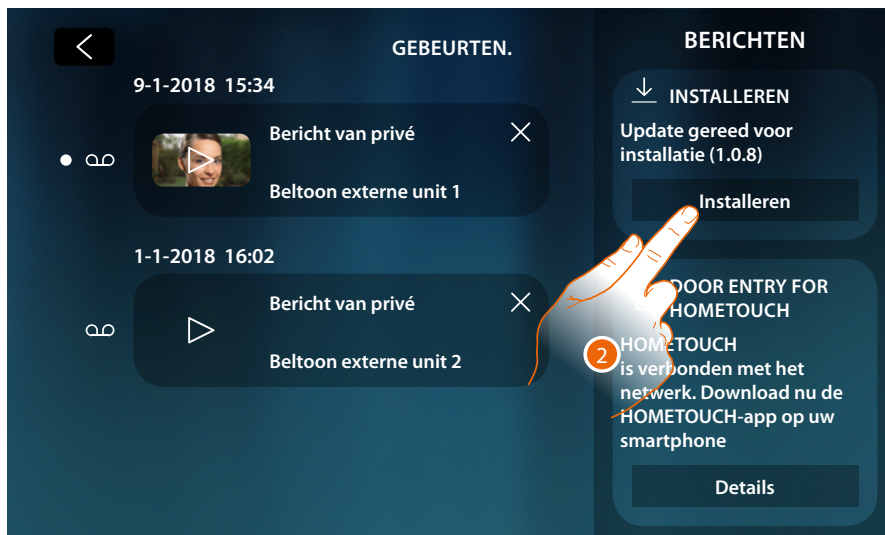 GEBEURTEN.
9-1-2018 15:34
Bericht van privé
Beltoon externe unit 1
1-1-2018 16:02
Bericht van privé
Beltoon externe unit 2
BERICHTEN
INSTALLEREN
Update gereed voor
installatie (1.0.8)
Installeren
DOOR ENTRY FOR
HOMETOUCH
2
HOMETOUCH
is verbonden met het
netwerk. Download nu de
HOMETOUCH-app op uw
smartphone
Details